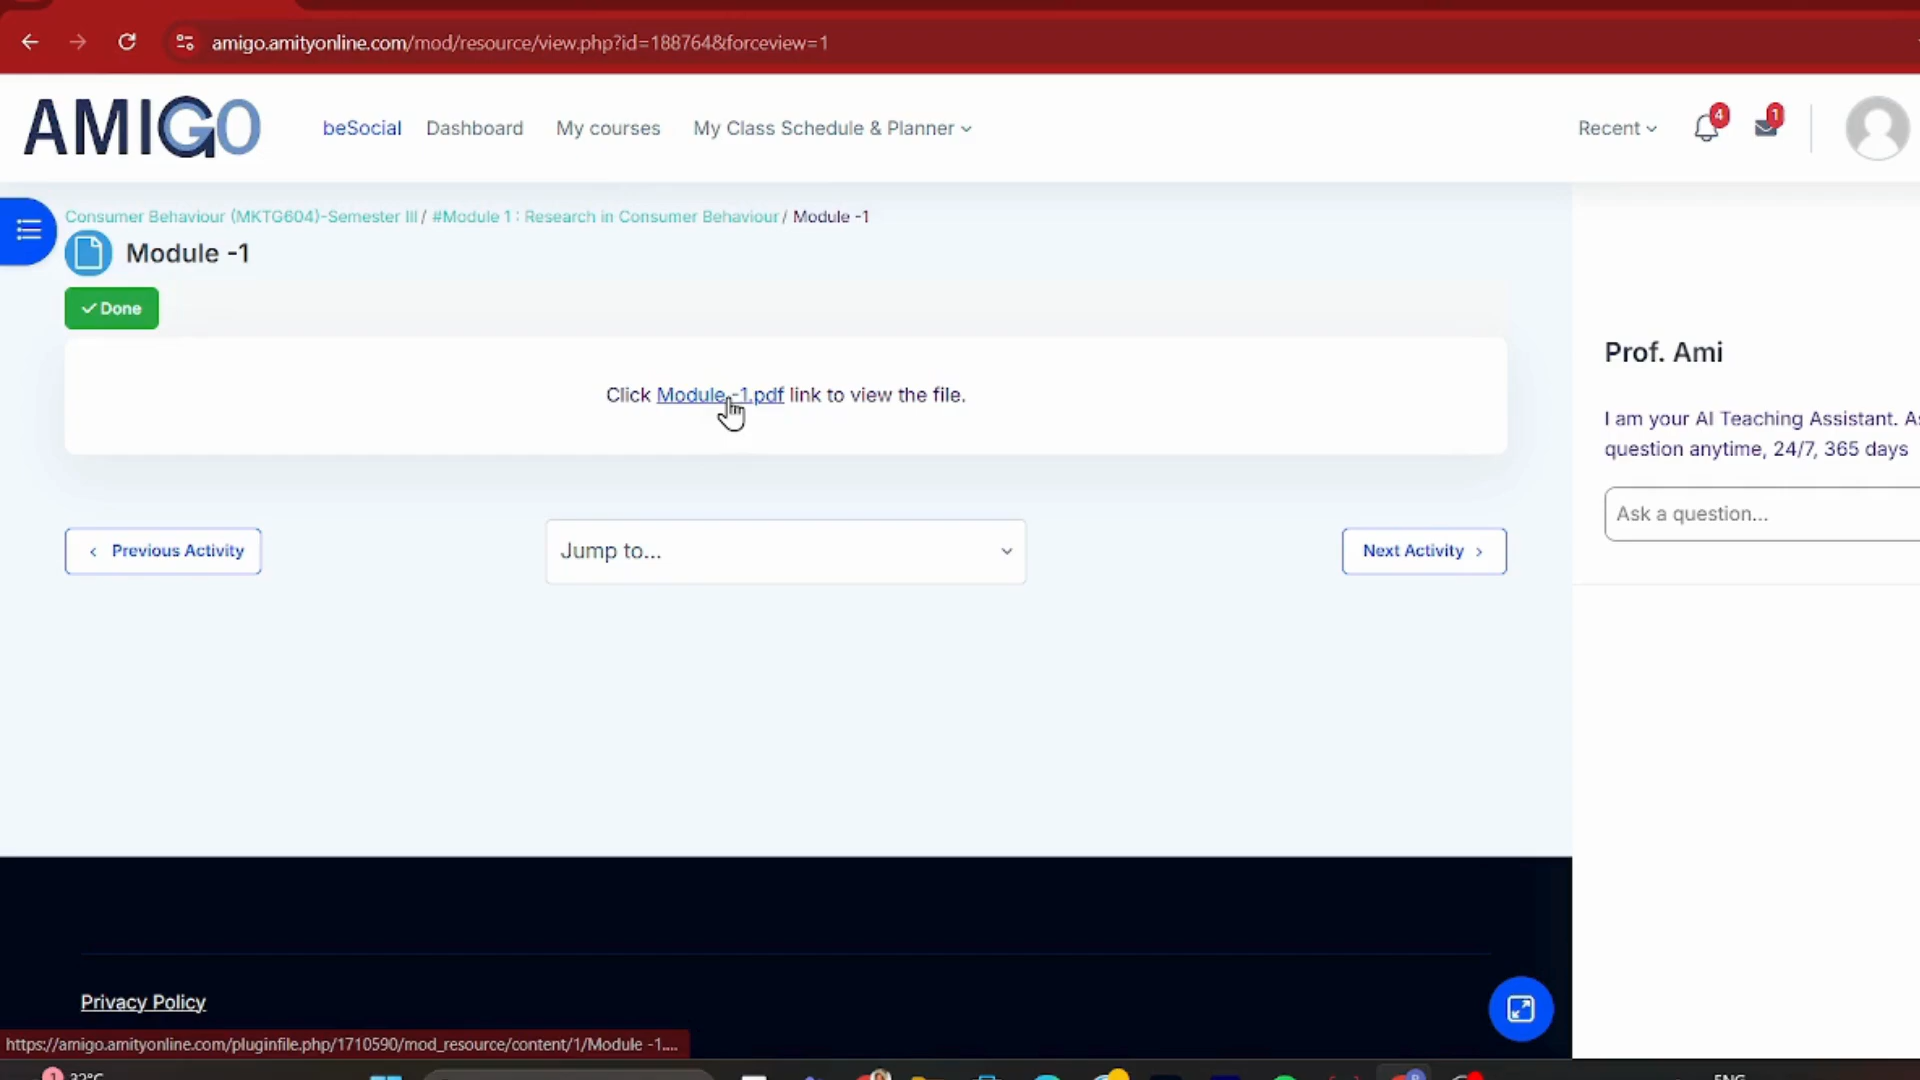 amigo.amityonline.com/mod/resource/view.php?id=188764&forceview=1
AMIGO
beSocial
Dashboard
My courses
My Class Schedule & Planner
Recent
4
1
Consumer Behaviour (MKTG604)-Semester III / #Module 1 : Research in Consumer Behaviour / Module -1
Module -1
Done
Click Module -1.pdf link to view the file.
Previous Activity
Jump to...
Next Activity
Prof. Ami
I am your AI Teaching Assistant.
question anytime, 24/7, 365 days
Ask a question...
Privacy Policy
https://amigo.amityonline.com/pluginfile.php/1710590/mod_resource/content/1/Module -1....
1
32°C
ENG